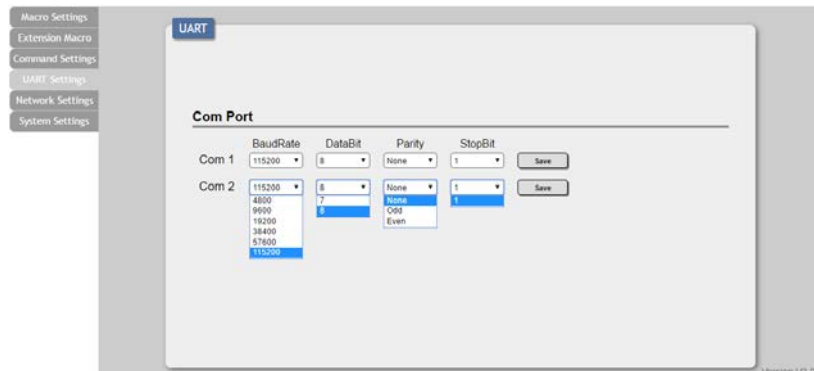 Macro Settings
Extension Macro
Command Settings
UART Settings
Network Settings
System Settings
UART
Com Port
BaudRate DataBit Parity StopBit
Com 1 115200 8 None 1 Save
Com 2 115200 8 None 1 Save
4800 7 None 1
9600 8 Odd
19200 Even
38400
57600
115200